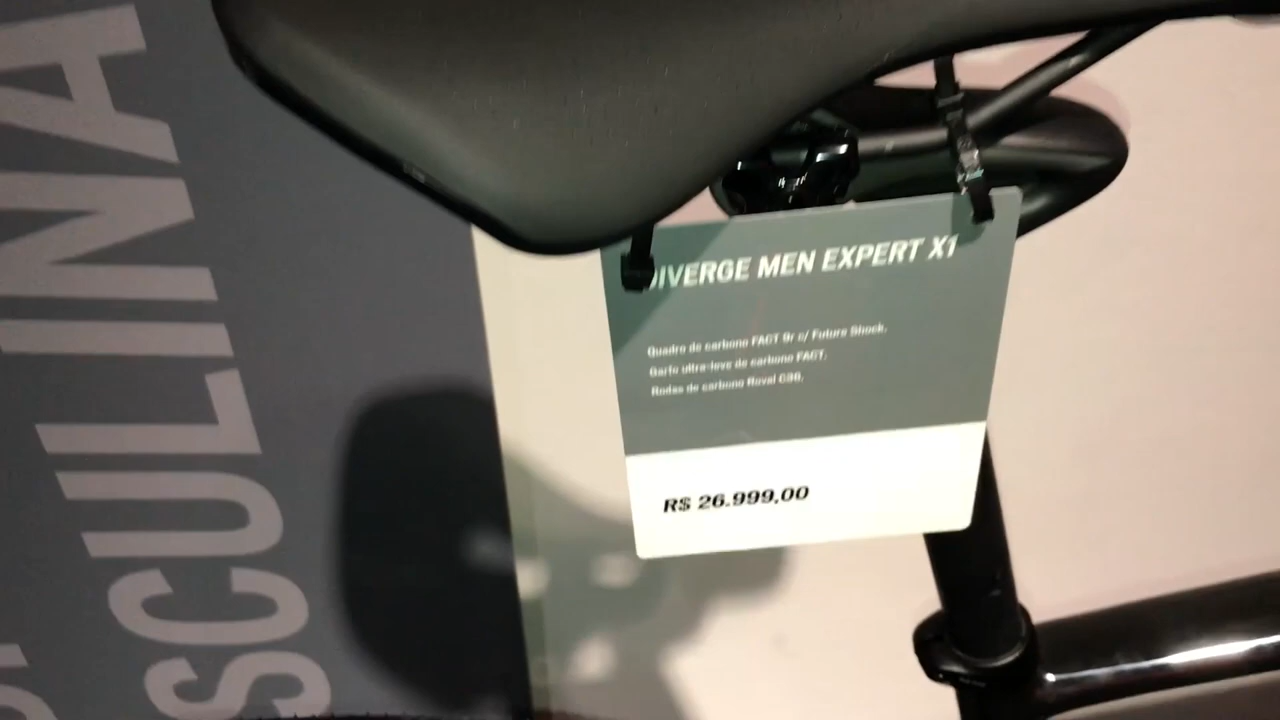 DIVERGE MEN EXPERT X1
Quadro de carbono FACT 9r c/ Future Shock.
Garfo ultra-leve de carbono FACT.
Rodas de carbono Roval C38.
R$ 26.999,00
SCULINA